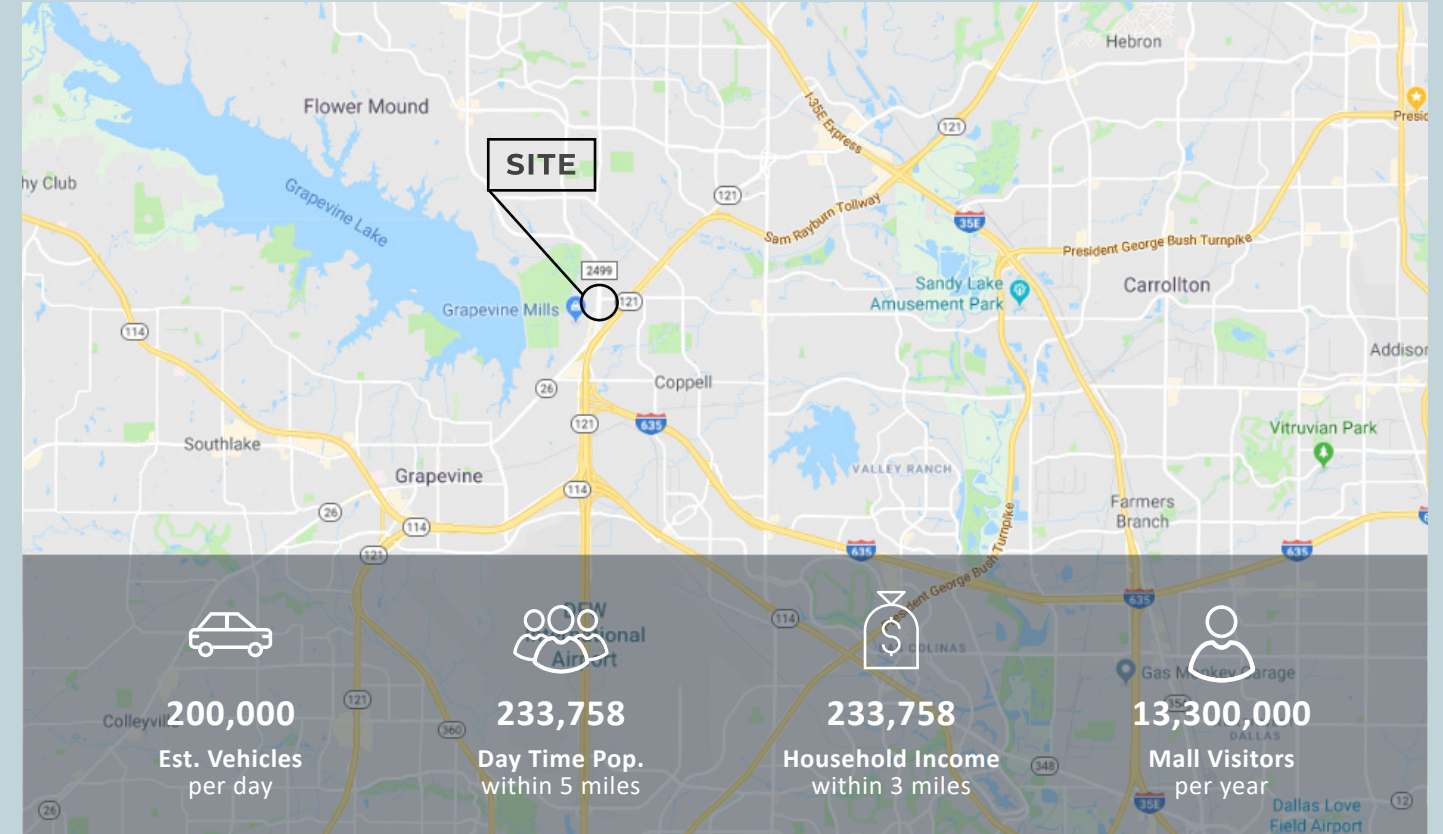 Hebron
Flower Mound
I-35E Express
121
Presid
SITE
hy Club
Grapevine Lake
121
Sam Rayburn Tollway
35E
President George Bush Turnpike
2499
Sandy Lake
Amusement Park
Carrollton
Grapevine Mills
121
114
Addison
26
Coppell
121
635
Vitruvian Park
Southlake
VALLEY RANCH
Grapevine
114
Farmers
Branch
26
114
121
635
635
President George Bush Turnpike
635
DFW
International
Airport
114
LAS COLINAS
Gas Monkey Garage
121
354
Colleyville
200,000
233,758
233,758
13,300,000
360
DALLAS
Est. Vehicles
per day
Day Time Pop.
within 5 miles
Household Income
within 3 miles
Mall Visitors
per year
348
26
35E
Dallas Love
Field Airport
12